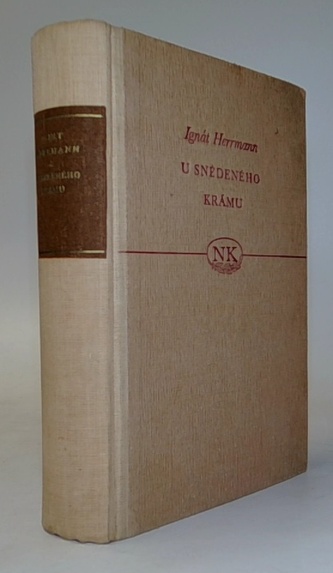 Ignát Herrmann
U SNĚDENÉHO
KRÁMU
NK